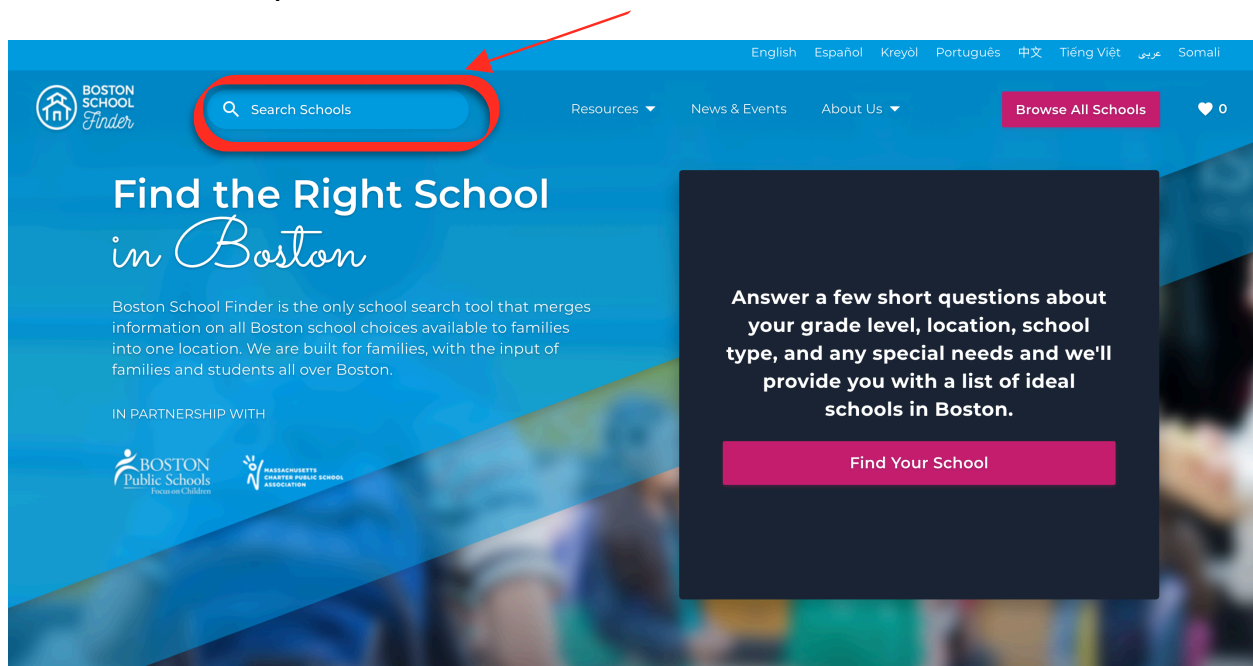 English Español Kreyòl Português 中文 Tiếng Việt عربى Somali
BOSTON
SCHOOL
Finder
Search Schools
Resources
News & Events
About Us
Browse All Schools
0
Find the Right School
in Boston
Boston School Finder is the only school search tool that merges
information on all Boston school choices available to families
into one location. We are built for families, with the input of
families and students all over Boston.
IN PARTNERSHIP WITH
BOSTON
Public Schools
Focus on Children
MASSACHUSETTS
CHARTER PUBLIC SCHOOL
ASSOCIATION
Answer a few short questions about
your grade level, location, school
type, and any special needs and we'll
provide you with a list of ideal
schools in Boston.
Find Your School